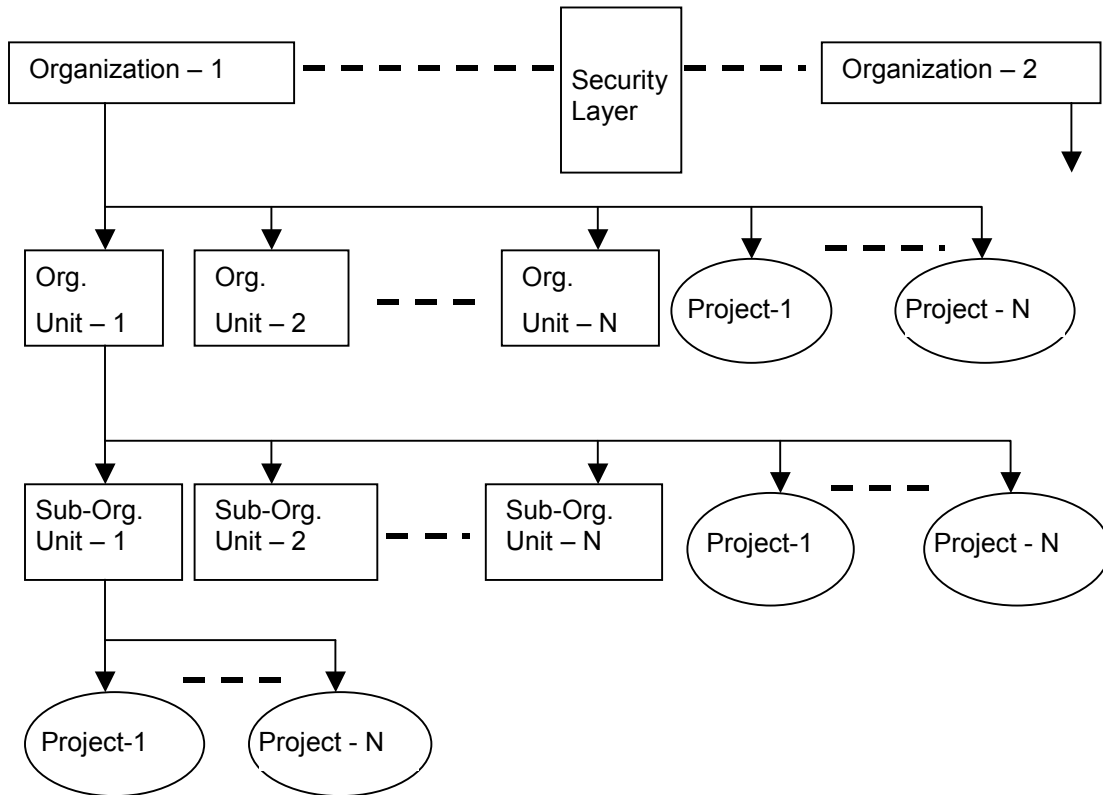 Organization – 1
Security
Layer
Organization – 2
Org.
Unit – 1
Org.
Unit – 2
Org.
Unit – N
Project-1
Project - N
Sub-Org.
Unit – 1
Sub-Org.
Unit – 2
Sub-Org.
Unit – N
Project-1
Project - N
Project-1
Project - N